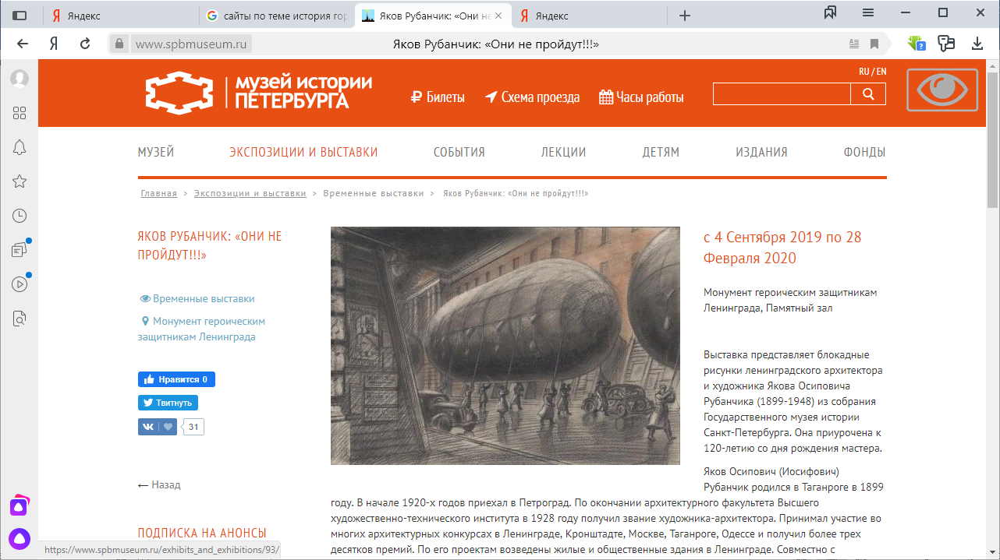 Яндекс
сайты по теме история гор
Яков Рубанчик: «Они не
Яндекс
www.spbmuseum.ru
Яков Рубанчик: «Они не пройдут!!!»
RU / EN
МУЗЕЙ ИСТОРИИ
ПЕТЕРБУРГА
Билеты
Схема проезда
Часы работы
МУЗЕЙ
ЭКСПОЗИЦИИ И ВЫСТАВКИ
СОБЫТИЯ
ЛЕКЦИИ
ДЕТЯМ
ИЗДАНИЯ
ФОНДЫ
Главная > Экспозиции и выставки > Временные выставки > Яков Рубанчик: «Они не пройдут!!!»
ЯКОВ РУБАНЧИК: «ОНИ НЕ
ПРОЙДУТ!!!»
Временные выставки
Монумент героическим
защитникам Ленинграда
Нравится 0
Твитнуть
31
← Назад
ПОДПИСКА НА АНОНСЫ
с 4 Сентября 2019 по 28
Февраля 2020
Монумент героическим защитникам
Ленинграда, Памятный зал
Выставка представляет блокадные
рисунки ленинградского архитектора
и художника Якова Осиповича
Рубанчика (1899-1948) из собрания
Государственного музея истории
Санкт-Петербурга. Она приурочена к
120-летию со дня рождения мастера.
Яков Осипович (Иосифович)
Рубанчик родился в Таганроге в 1899
году. В начале 1920-х годов приехал в Петроград. По окончании архитектурного факультета Высшего
художественно-технического института в 1928 году получил звание художника-архитектора. Принимал участие во
многих архитектурных конкурсах в Ленинграде, Кронштадте, Москве, Таганроге, Одессе и получил более трех
десятков премий. По его проектам возведены жилые и общественные здания в Ленинграде. Совместно с
https://www.spbmuseum.ru/exhibits_and_exhibitions/93/